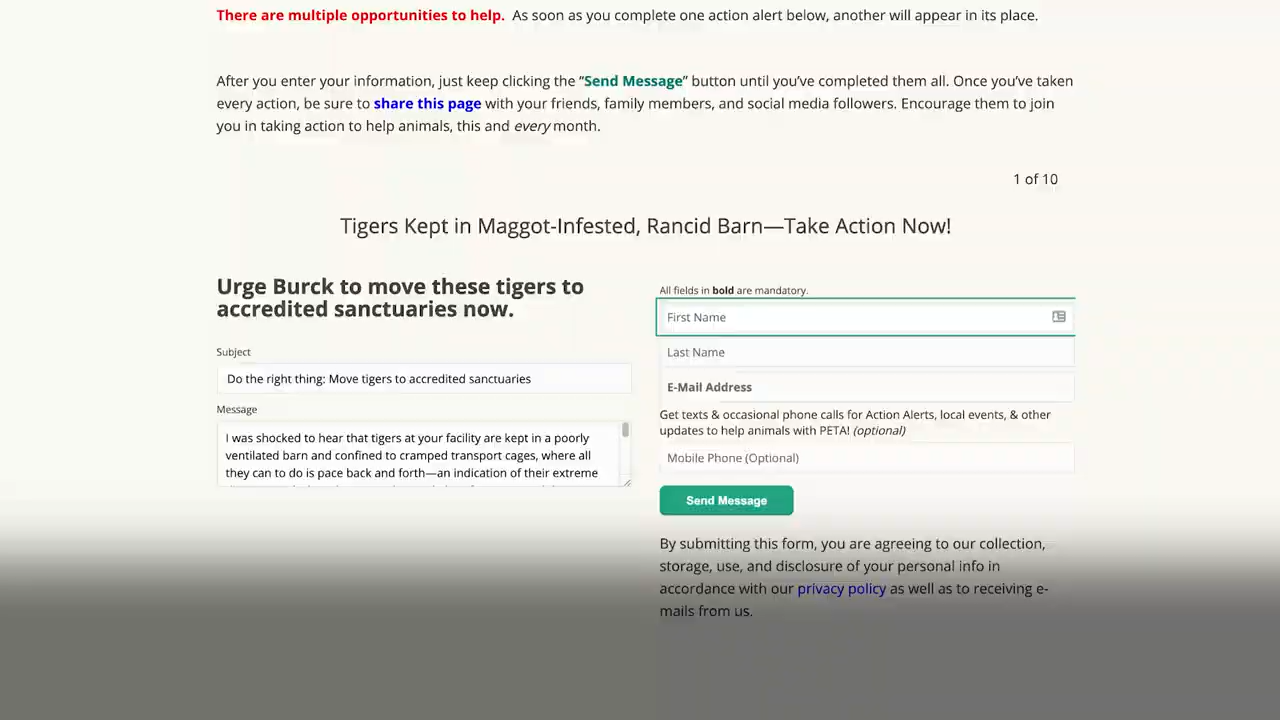 There are multiple opportunities to help. As soon as you complete one action alert below, another will appear in its place.
After you enter your information, just keep clicking the “Send Message” button until you’ve completed them all. Once you’ve taken
every action, be sure to share this page with your friends, family members, and social media followers. Encourage them to join
you in taking action to help animals, this and every month.
1 of 10
Tigers Kept in Maggot-Infested, Rancid Barn—Take Action Now!
Urge Burck to move these tigers to
accredited sanctuaries now.
Subject
Do the right thing: Move tigers to accredited sanctuaries
Message
I was shocked to hear that tigers at your facility are kept in a poorly
ventilated barn and confined to cramped transport cages, where all
they can to do is pace back and forth—an indication of their extreme
All fields in bold are mandatory.
First Name
Last Name
E-Mail Address
Get texts & occasional phone calls for Action Alerts, local events, & other
updates to help animals with PETA! (optional)
Mobile Phone (Optional)
Send Message
By submitting this form, you are agreeing to our collection,
storage, use, and disclosure of your personal info in
accordance with our privacy policy as well as to receiving e-
mails from us.